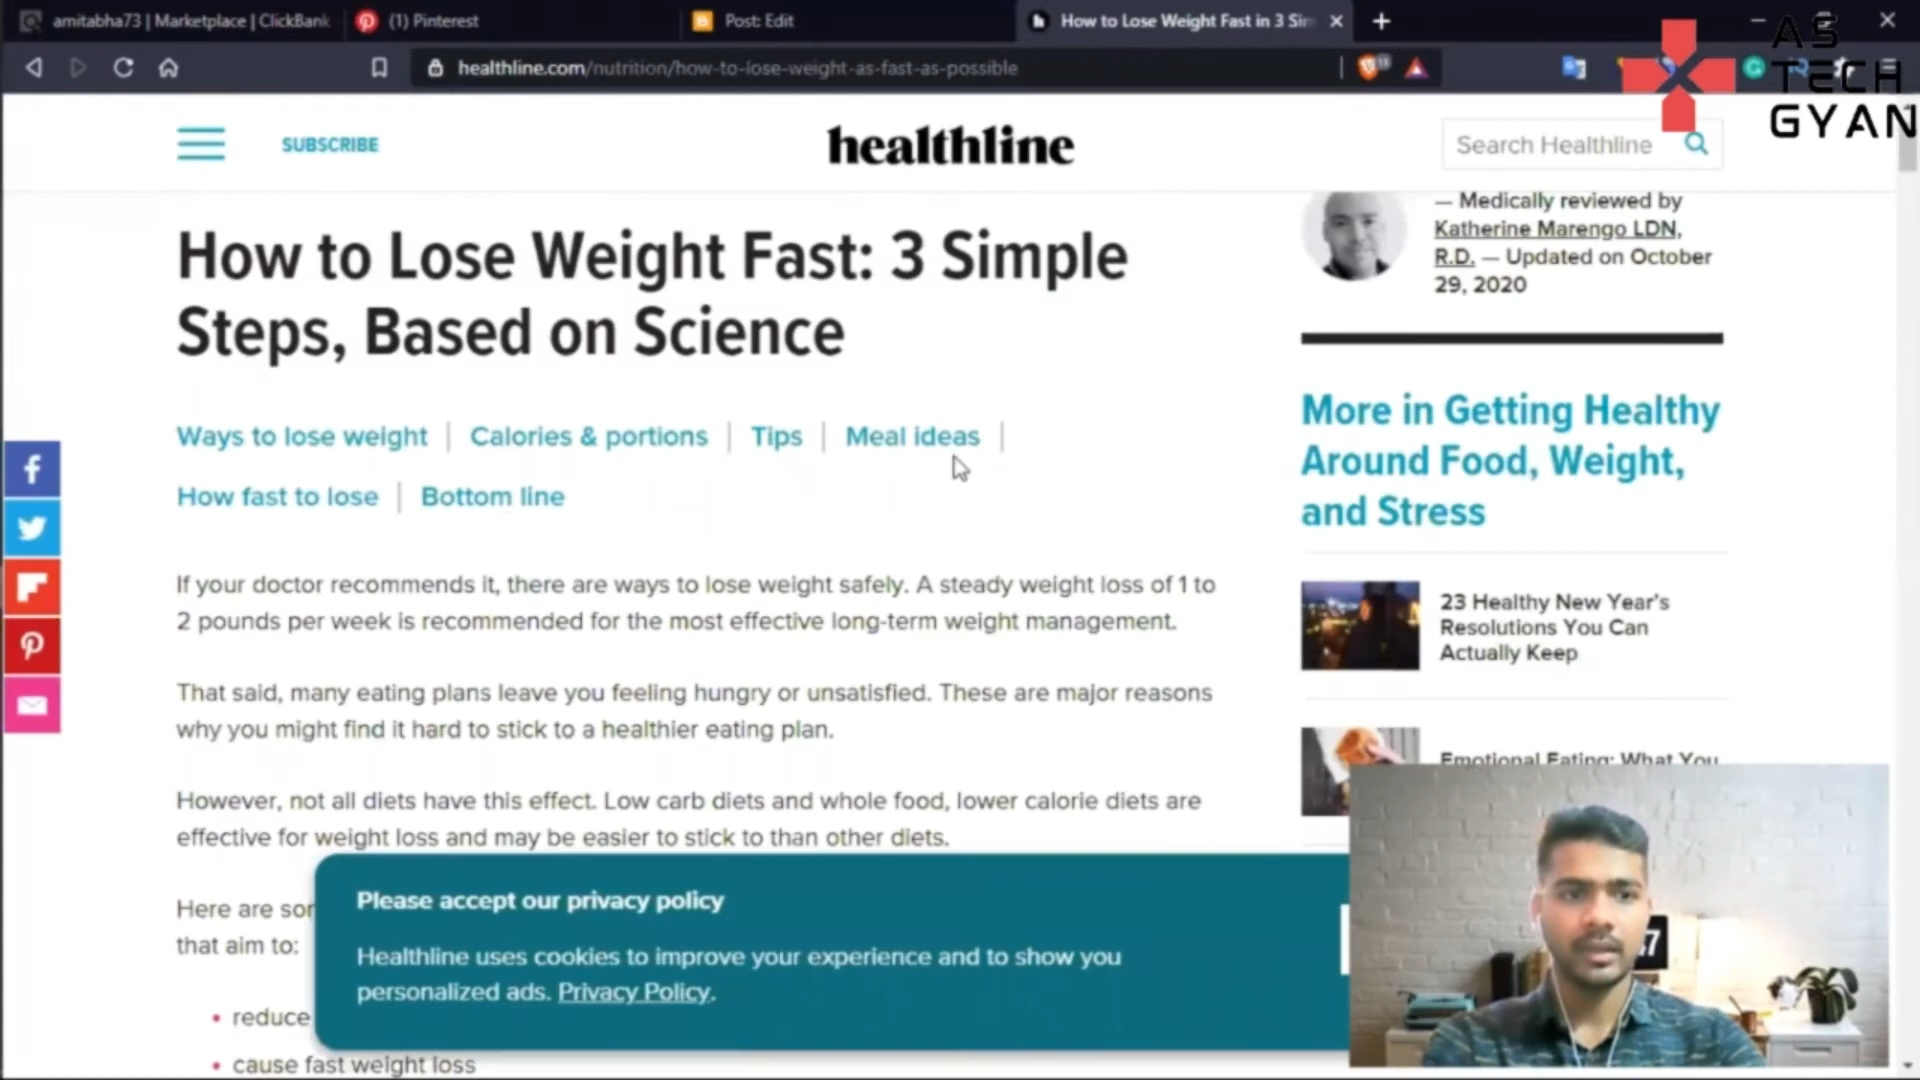 amitabha73 | Marketplace | ClickBank
(1) Pinterest
Post: Edit
How to Lose Weight Fast in 3 Sim
healthline.com/nutrition/how-to-lose-weight-as-fast-as-possible
AS
TECH
GYAN
SUBSCRIBE
healthline
Search Healthline
How to Lose Weight Fast: 3 Simple
Steps, Based on Science
Ways to lose weight | Calories & portions | Tips | Meal ideas |
How fast to lose | Bottom line
If your doctor recommends it, there are ways to lose weight safely. A steady weight loss of 1 to
2 pounds per week is recommended for the most effective long-term weight management.
That said, many eating plans leave you feeling hungry or unsatisfied. These are major reasons
why you might find it hard to stick to a healthier eating plan.
However, not all diets have this effect. Low carb diets and whole food, lower calorie diets are
effective for weight loss and may be easier to stick to than other diets.
Here are
that aim to:
• reduce
• cause fast weight loss
— Medically reviewed by
Katherine Marengo LDN,
R.D. — Updated on October
29, 2020
More in Getting Healthy
Around Food, Weight,
and Stress
23 Healthy New Year's
Resolutions You Can
Actually Keep
Emotional Eating: What You
Please accept our privacy policy
Healthline uses cookies to improve your experience and to show you
personalized ads. Privacy Policy.